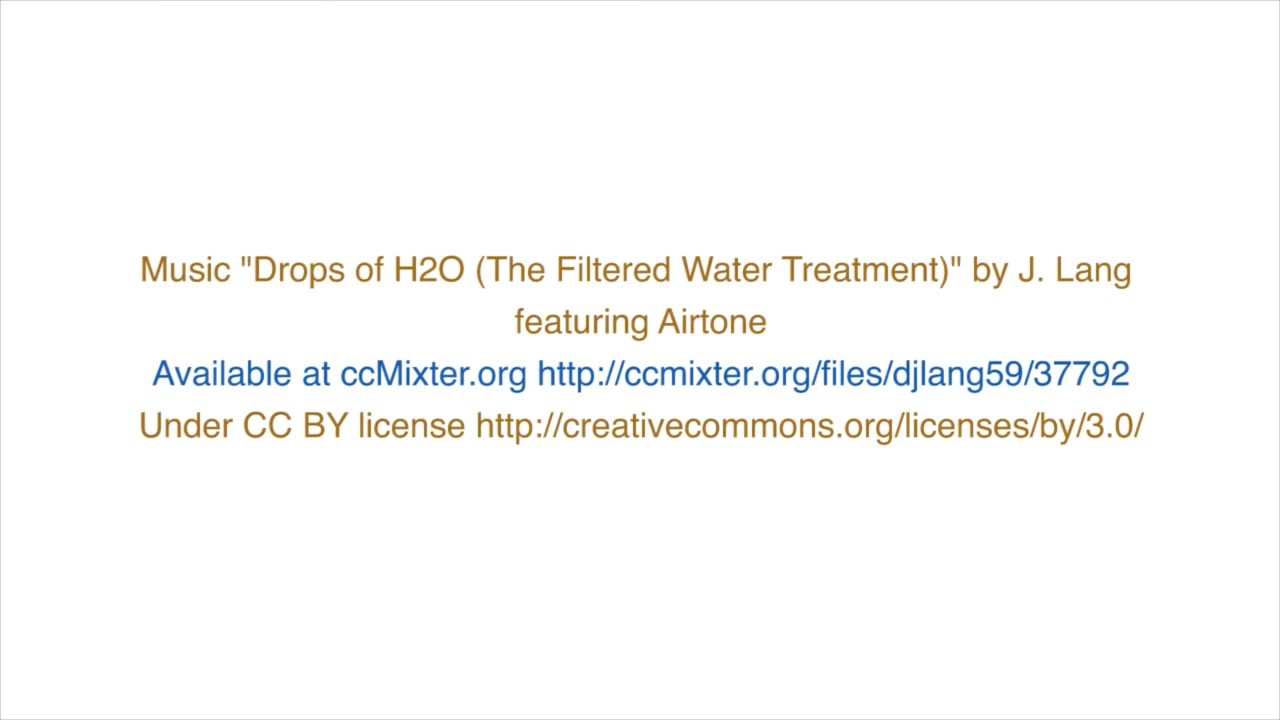 Music "Drops of H2O (The Filtered Water Treatment)" by J. Lang
featuring Airtone
Available at ccMixter.org http://ccmixter.org/files/djlang59/37792
Under CC BY license http://creativecommons.org/licenses/by/3.0/